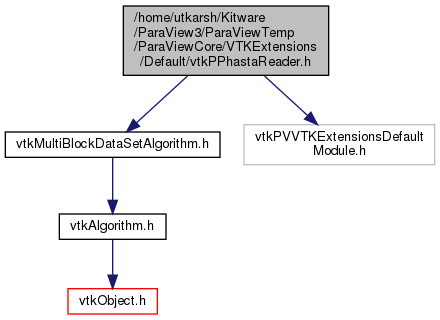 /home/utkarsh/Kitware
/ParaView3/ParaViewTemp
/ParaViewCore/VTKExtensions
/Default/vtkPPhastaReader.h
vtkMultiBlockDataSetAlgorithm.h
vtkPVVTKExtensionsDefault
Module.h
vtkAlgorithm.h
vtkObject.h